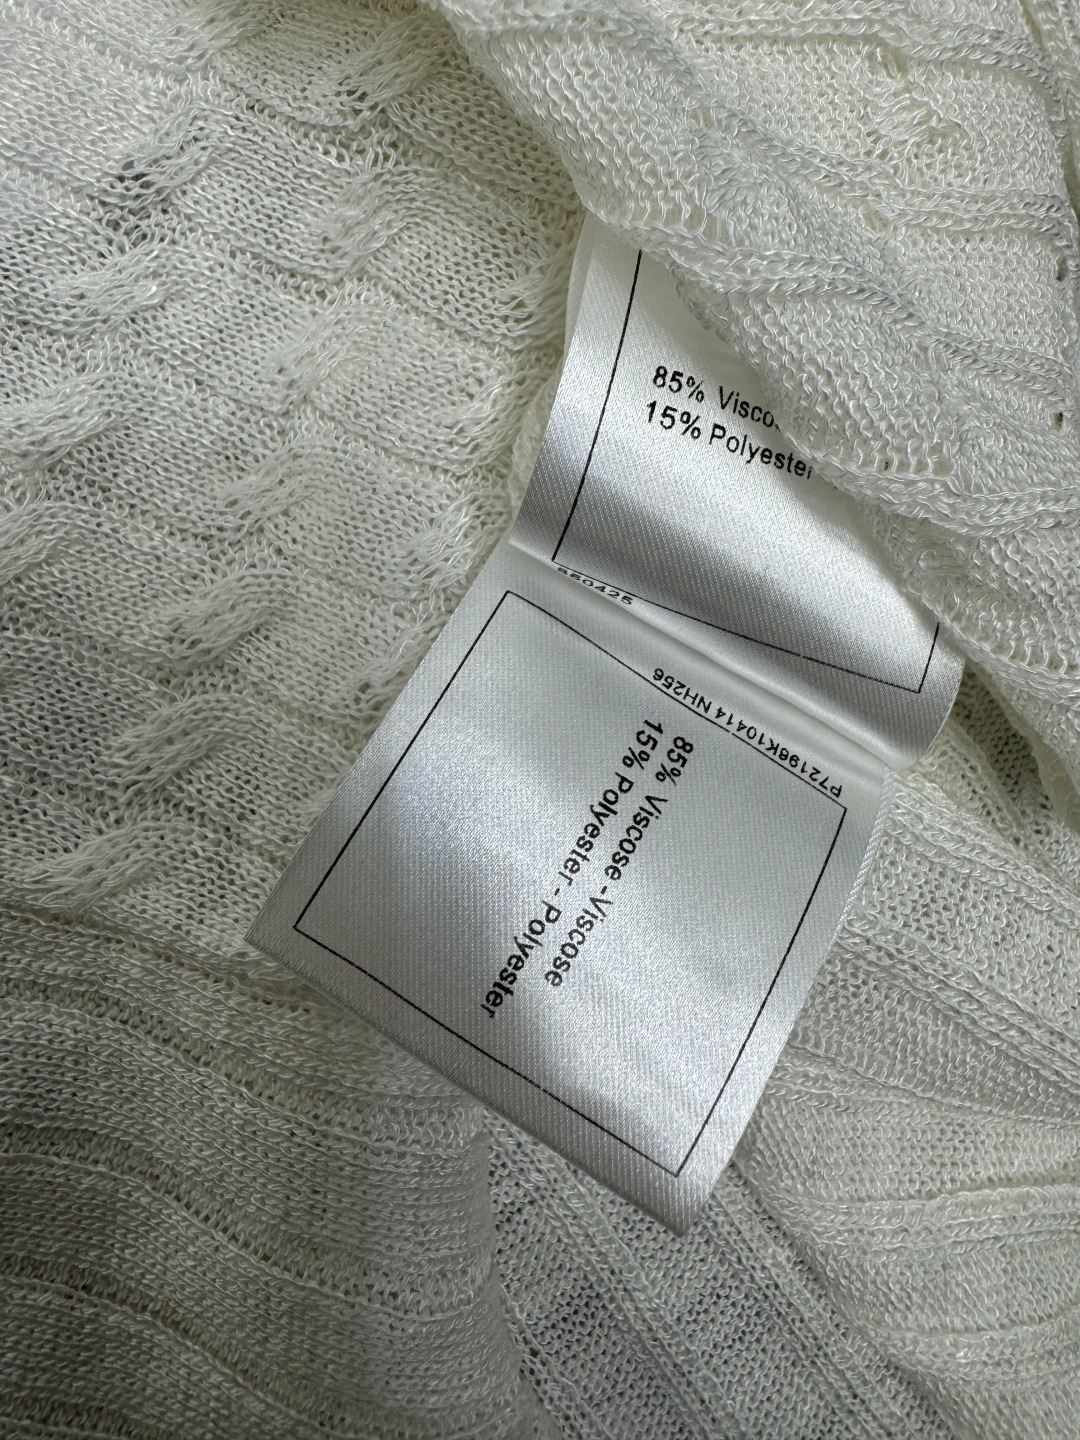 85% Visco
15% Polyester
850425
P72198K10414 NH256
85% Viscose - Viscose
15% Polyester - Polyester